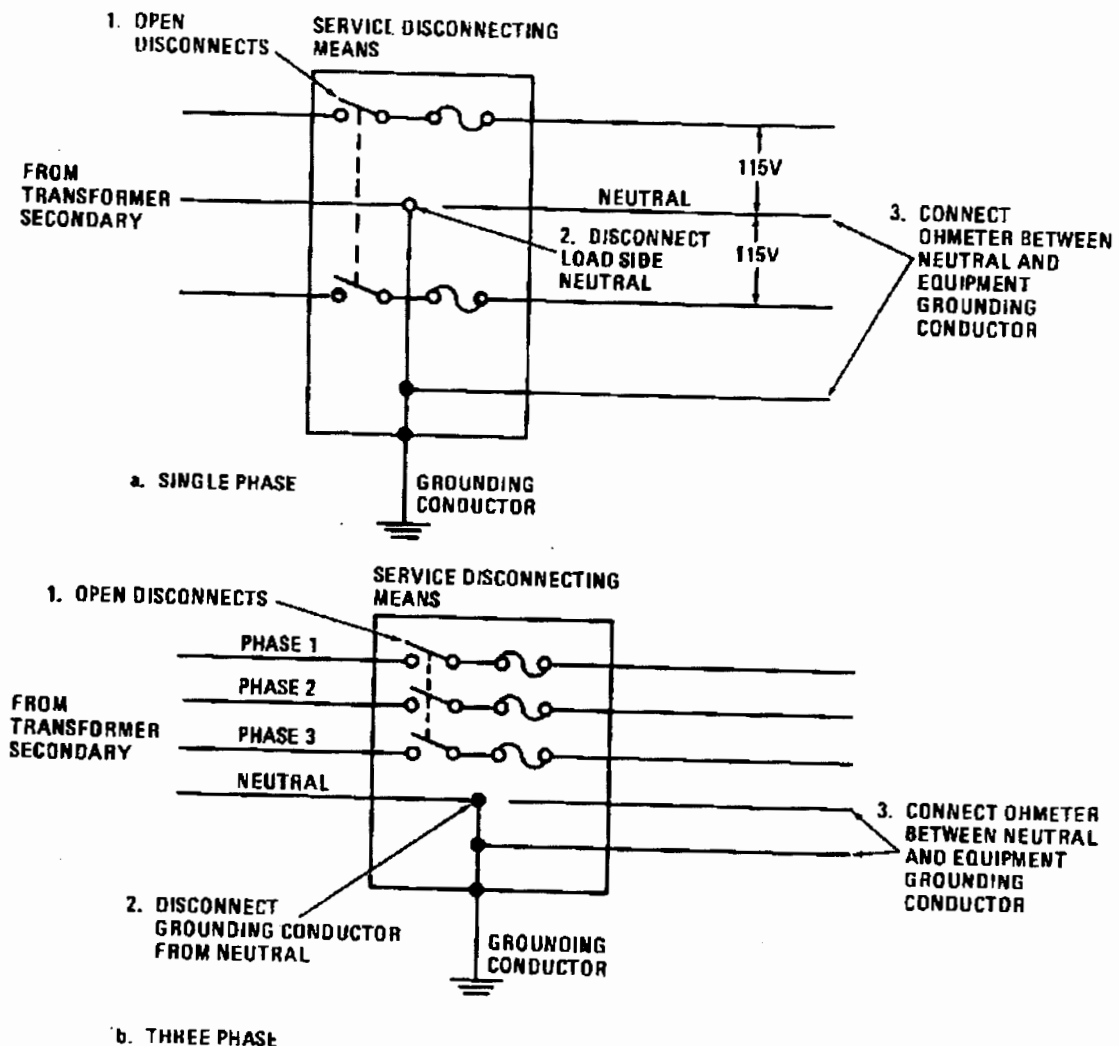 1. OPEN
DISCONNECTS
SERVICE DISCONNECTING
MEANS
FROM
TRANSFORMER
SECONDARY
115V
NEUTRAL
115V
2. DISCONNECT
LOAD SIDE
NEUTRAL
3. CONNECT
OHMETER BETWEEN
NEUTRAL AND
EQUIPMENT
GROUNDING
CONDUCTOR
a. SINGLE PHASE
GROUNDING
CONDUCTOR
SERVICE DISCONNECTING
MEANS
1. OPEN DISCONNECTS
PHASE 1
PHASE 2
PHASE 3
NEUTRAL
FROM
TRANSFORMER
SECONDARY
3. CONNECT OHMETER
BETWEEN NEUTRAL
AND EQUIPMENT
GROUNDING
CONDUCTOR
2. DISCONNECT
GROUNDING CONDUCTOR
FROM NEUTRAL
GROUNDING
CONDUCTOR
b. THREE PHASE